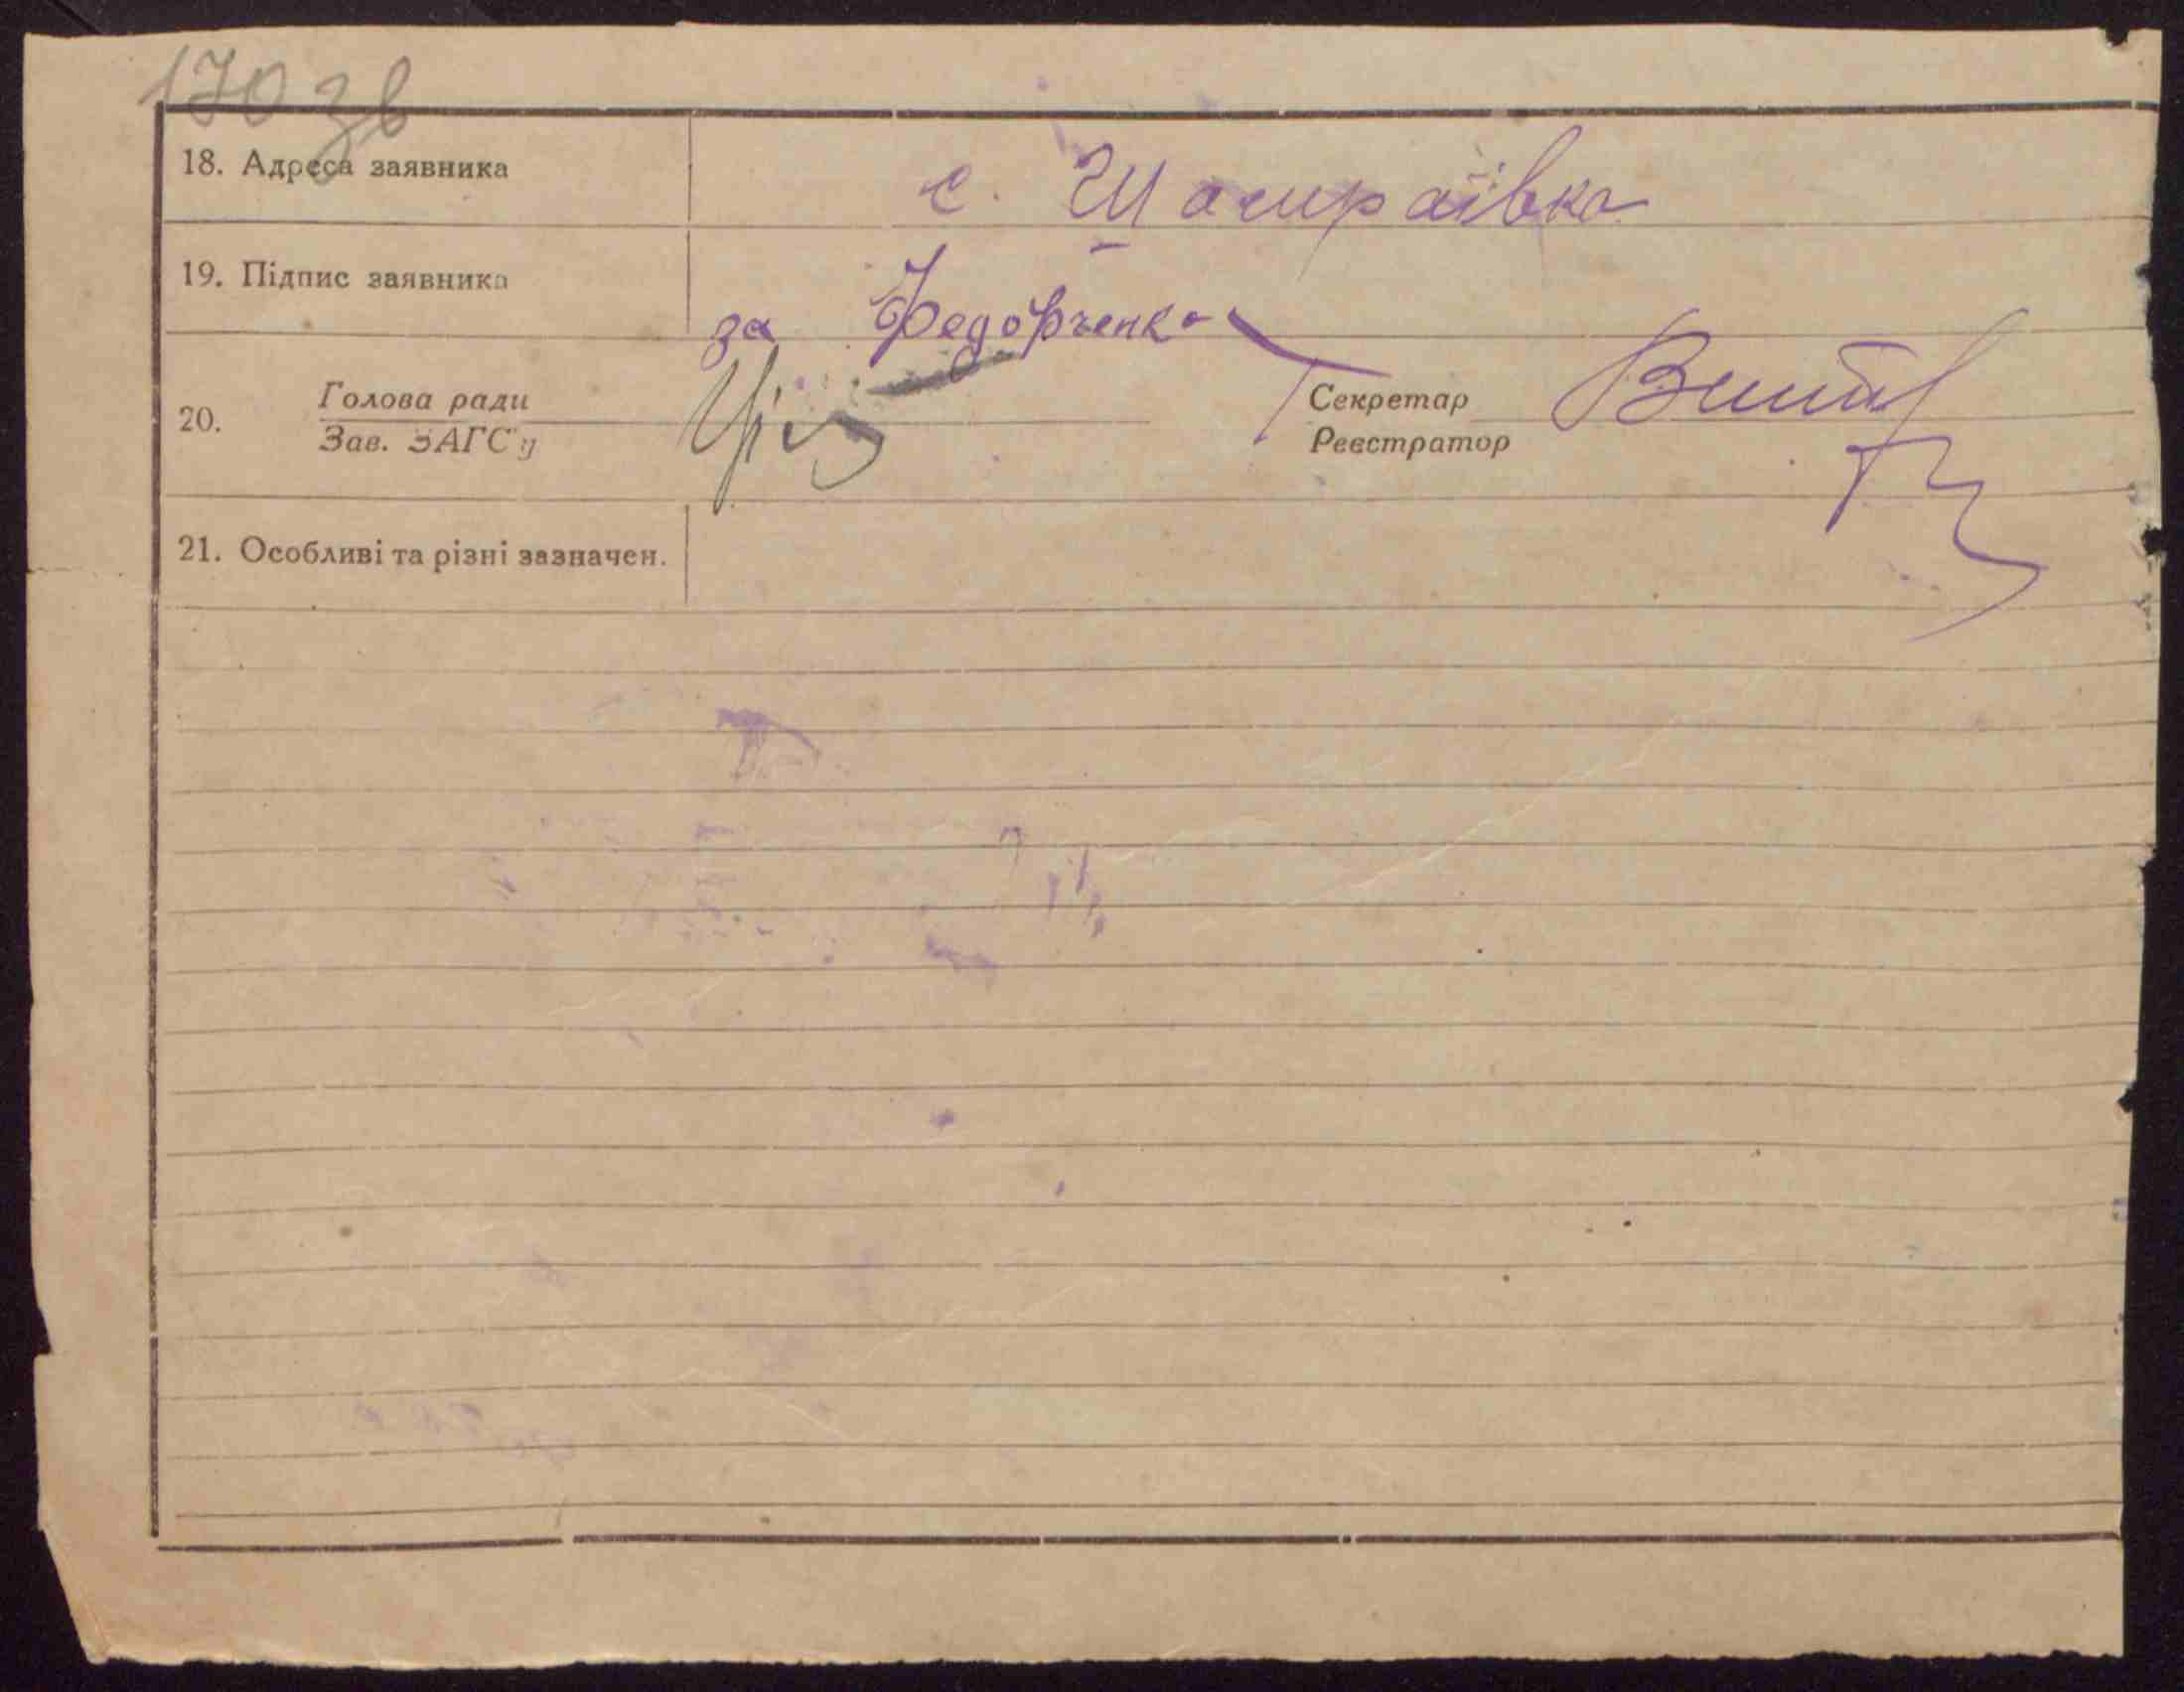 170 зв
18. Адреса заявника с. Шамраївка
19. Підпис заявника за Федорченко
20. Голова ради Секретар
Зав. ЗАГС'у Реєстратор
21. Особливі та різні зазначен.